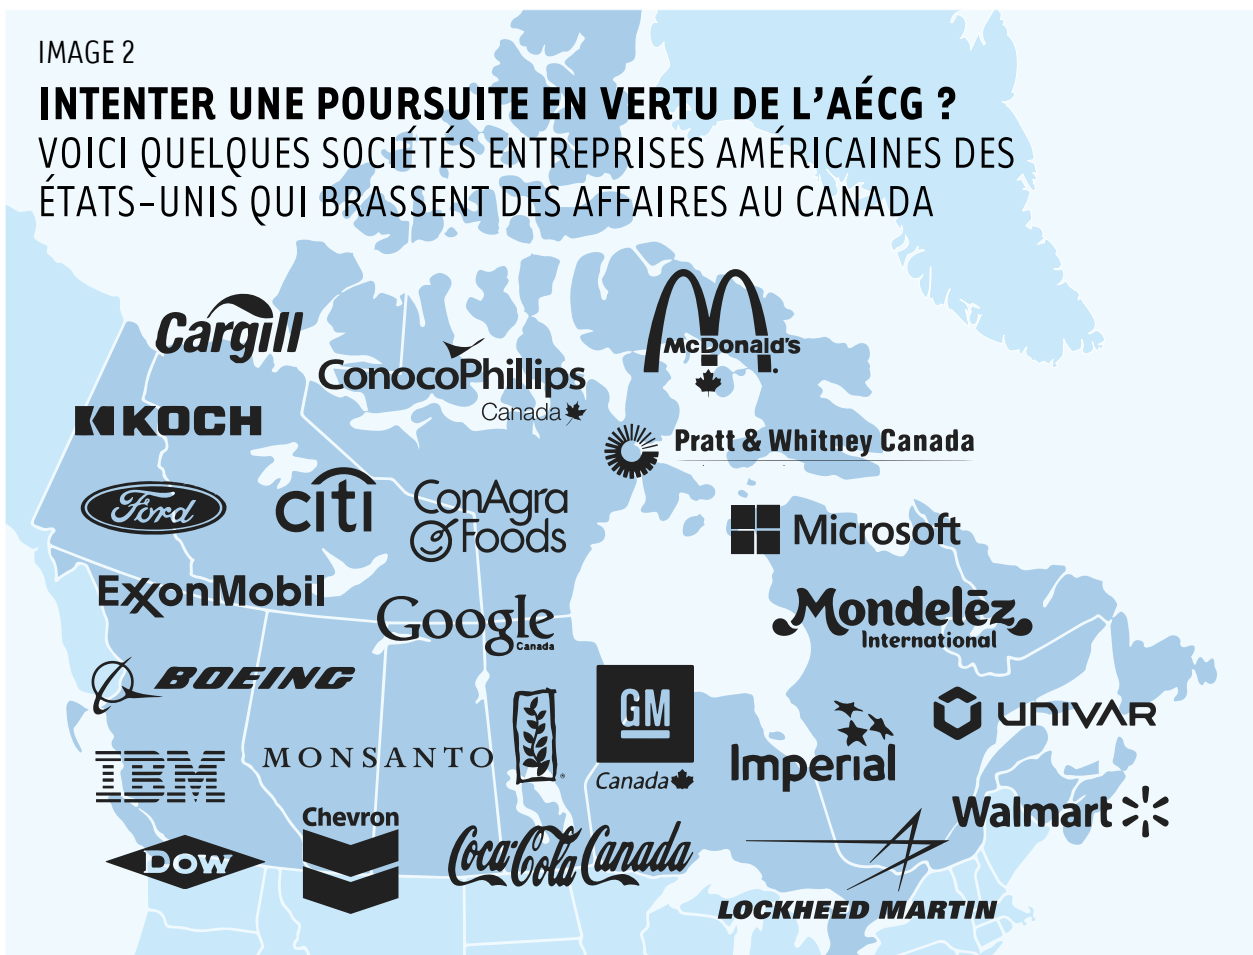 IMAGE 2
INTENTER UNE POURSUITE EN VERTU DE L’AÉCG ?
VOICI QUELQUES SOCIÉTÉS ENTREPRISES AMÉRICAINES DES
ÉTATS-UNIS QUI BRASSENT DES AFFAIRES AU CANADA
Cargill
ConocoPhillips
Canada
McDonald's
KOCH
Pratt & Whitney Canada
Ford
citi
ConAgra
Foods
Microsoft
ExxonMobil
Google
Canada
Mondelēz
International
BOEING
GM
Canada
UNIVAR
IBM
MONSANTO
Imperial
Walmart
Chevron
Dow
Coca-Cola Canada
LOCKHEED MARTIN